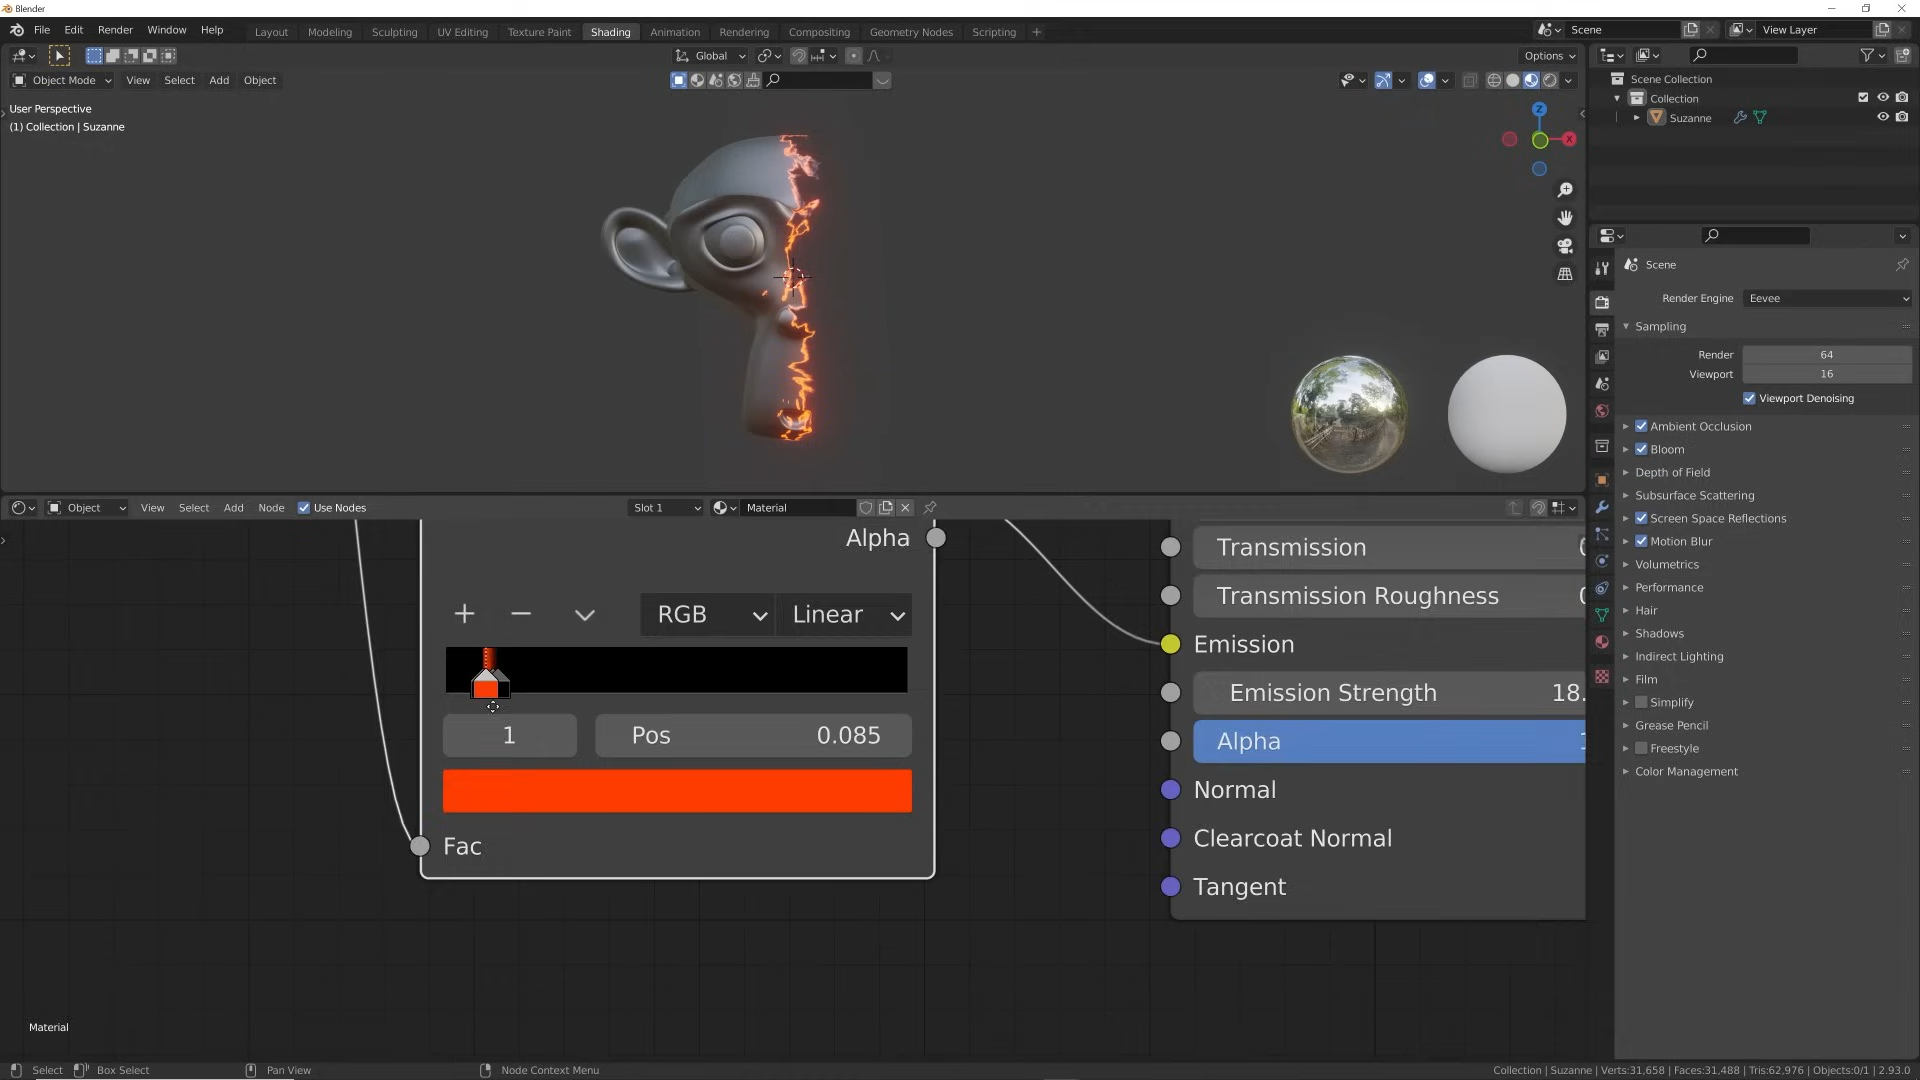 Blender
File Edit Render Window Help Layout Modeling Sculpting UV Editing Texture Paint Shading Animation Rendering Compositing Geometry Nodes Scripting + Scene View Layer
Global Options
Object Mode View Select Add Object
User Perspective
(1) Collection | Suzanne
Z
X
Scene Collection
Collection
Suzanne
Scene
Render Engine Eevee
Sampling
Render 64
Viewport 16
Viewport Denoising
Ambient Occlusion
Bloom
Depth of Field
Subsurface Scattering
Screen Space Reflections
Motion Blur
Volumetrics
Performance
Hair
Shadows
Indirect Lighting
Film
Simplify
Grease Pencil
Freestyle
Color Management
Object View Select Add Node Use Nodes Slot 1 Material
Alpha
RGB Linear
1 Pos 0.085
Fac
Transmission
Transmission Roughness
Emission
Emission Strength 18.
Alpha
Normal
Clearcoat Normal
Tangent
Material
Select Box Select Pan View Node Context Menu Collection | Suzanne | Verts:31,658 | Faces:31,488 | Tris:62,976 | Objects:0/1 | 2.93.0